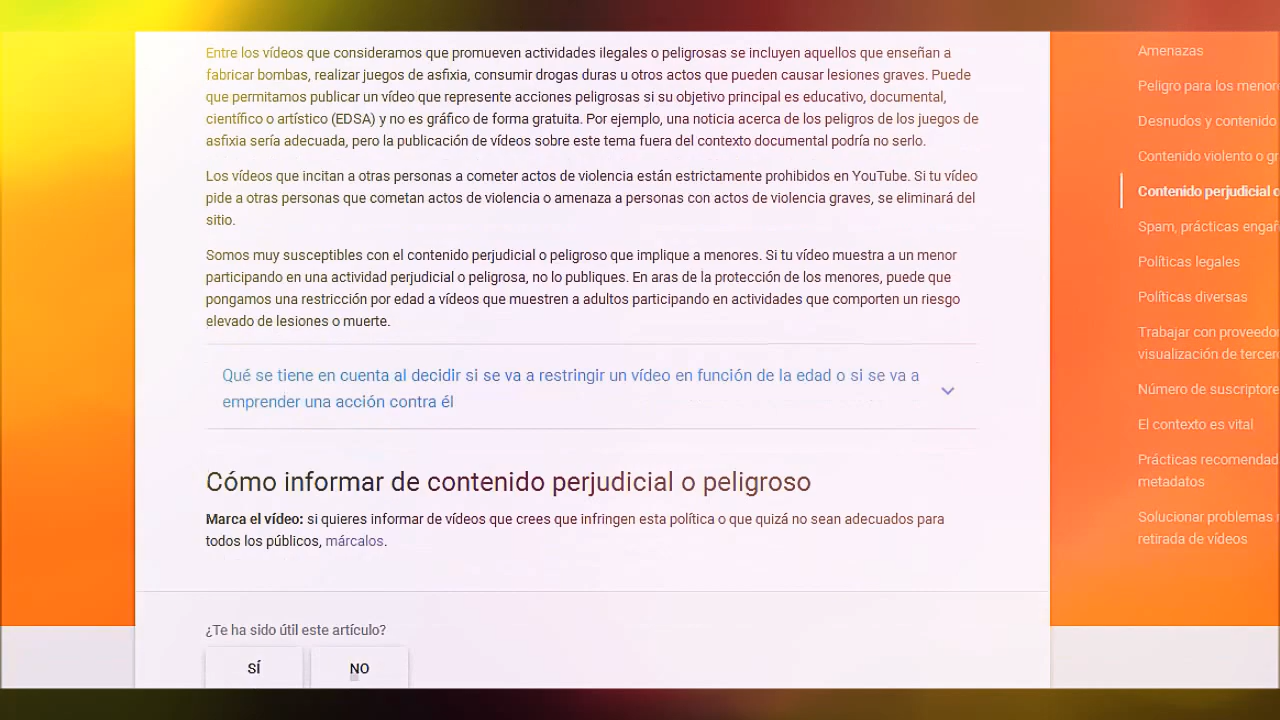 Entre los vídeos que consideramos que promueven actividades ilegales o peligrosas se incluyen aquellos que enseñan a
fabricar bombas, realizar juegos de asfixia, consumir drogas duras u otros actos que pueden causar lesiones graves. Puede
que permitamos publicar un vídeo que represente acciones peligrosas si su objetivo principal es educativo, documental,
científico o artístico (EDSA) y no es gráfico de forma gratuita. Por ejemplo, una noticia acerca de los peligros de los juegos de
asfixia sería adecuada, pero la publicación de vídeos sobre este tema fuera del contexto documental podría no serlo.
Los vídeos que incitan a otras personas a cometer actos de violencia están estrictamente prohibidos en YouTube. Si tu vídeo
pide a otras personas que cometan actos de violencia o amenaza a personas con actos de violencia graves, se eliminará del
sitio.
Somos muy susceptibles con el contenido perjudicial o peligroso que implique a menores. Si tu vídeo muestra a un menor
participando en una actividad perjudicial o peligrosa, no lo publiques. En aras de la protección de los menores, puede que
pongamos una restricción por edad a vídeos que muestren a adultos participando en actividades que comporten un riesgo
elevado de lesiones o muerte.
Qué se tiene en cuenta al decidir si se va a restringir un vídeo en función de la edad o si se va a
emprender una acción contra él
Cómo informar de contenido perjudicial o peligroso
Marca el vídeo: si quieres informar de vídeos que crees que infringen esta política o que quizá no sean adecuados para
todos los públicos, márcalos.
¿Te ha sido útil este artículo?
SÍ
NO
Amenazas
Peligro para los menor
Desnudos y contenido
Contenido violento o gr
Contenido perjudicial o
Spam, prácticas engañ
Políticas legales
Políticas diversas
Trabajar con proveedor
visualización de tercer
Número de suscriptore
El contexto es vital
Prácticas recomendad
metadatos
Solucionar problemas
retirada de vídeos